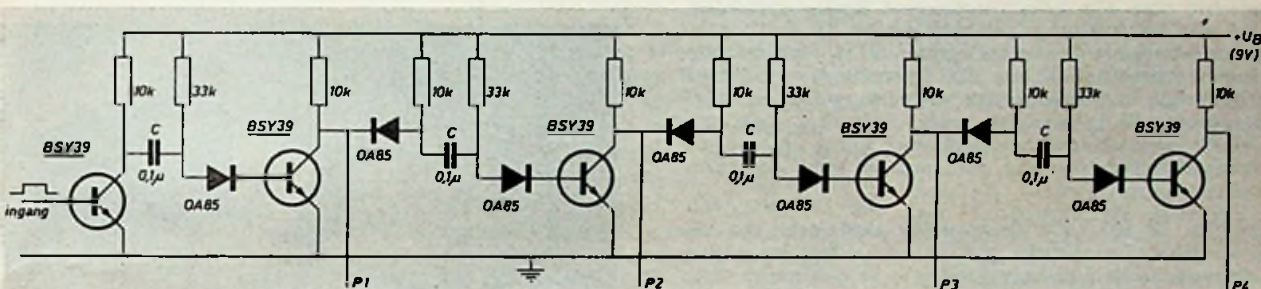 +UB
(9V)
10k
33k
10k
10k
33k
10k
10k
33k
10k
10k
33k
10k
BSY39
C
0,1µ
OA85
BSY39
OA85
C
0,1µ
OA85
BSY39
OA85
C
0,1µ
OA85
BSY39
OA85
C
0,1µ
OA85
BSY39
ingang
P1
P2
P3
P4